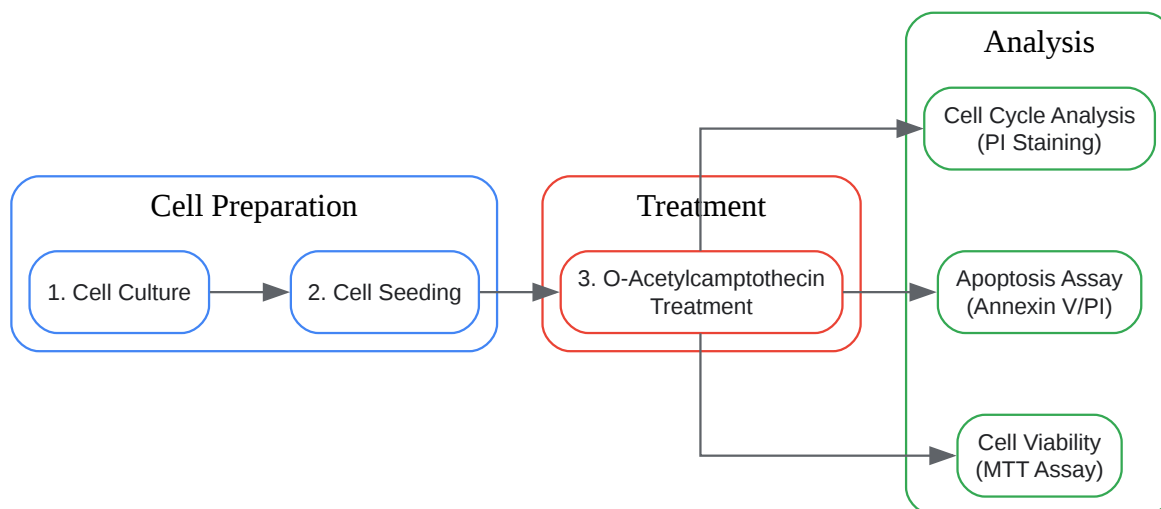 Cell Preparation
1. Cell Culture
2. Cell Seeding
Treatment
3. O-Acetylcamptothecin
Treatment
Analysis
Cell Cycle Analysis
(PI Staining)
Apoptosis Assay
(Annexin V/PI)
Cell Viability
(MTT Assay)